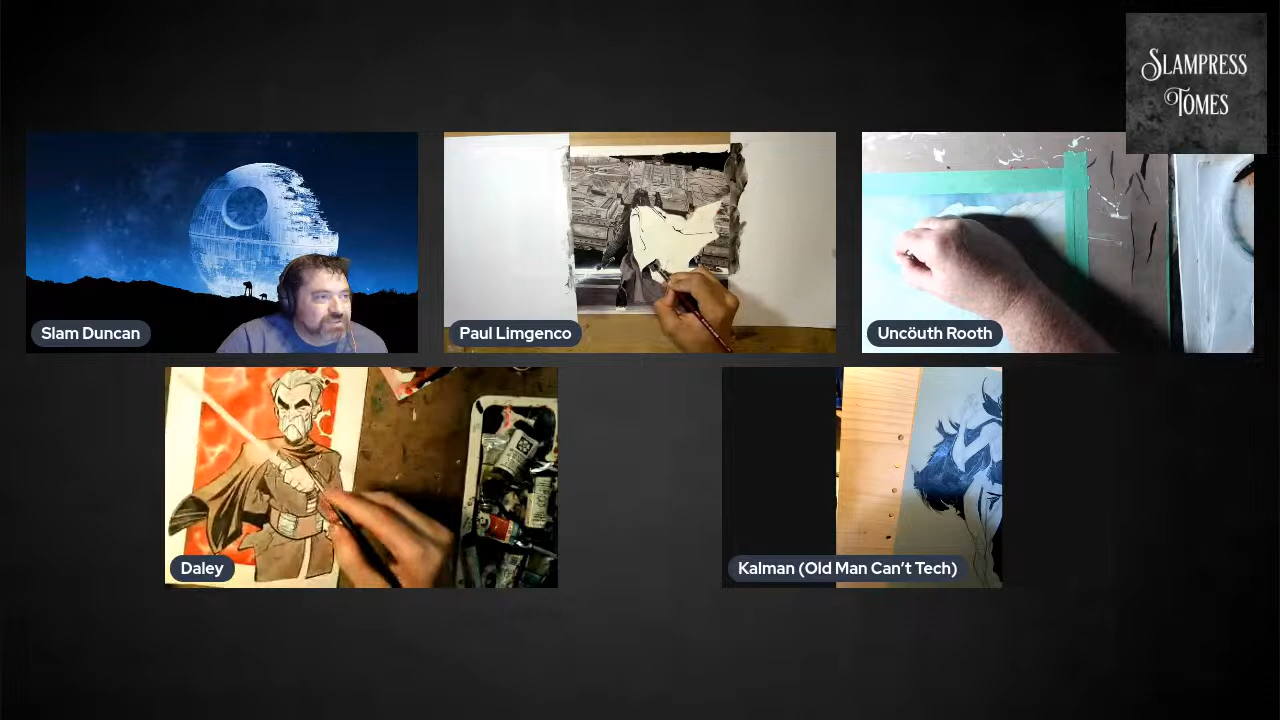 Slampress
Tomes
Slam Duncan
Paul Limgenco
Uncöuth Rooth
Daley
Kalman (Old Man Can’t Tech)